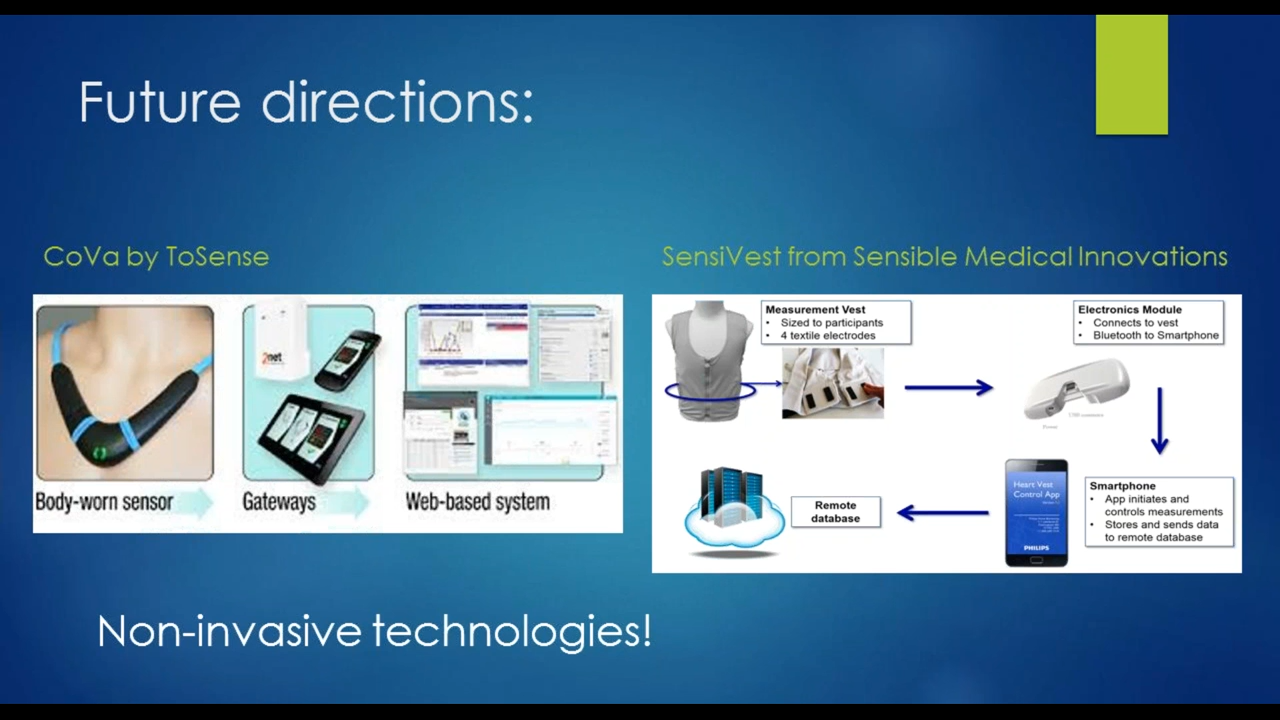 Future directions:
CoVa by ToSense
SensiVest from Sensible Medical Innovations
2net
Body-worn sensor
Gateways
Web-based system
Measurement Vest
• Sized to participants
• 4 textile electrodes
Electronics Module
• Connects to vest
• Bluetooth to Smartphone
Power
Heart Vest
Control App
PHILIPS
Smartphone
• App initiates and
controls measurements
• Stores and sends data
to remote database
Remote
database
Non-invasive technologies!